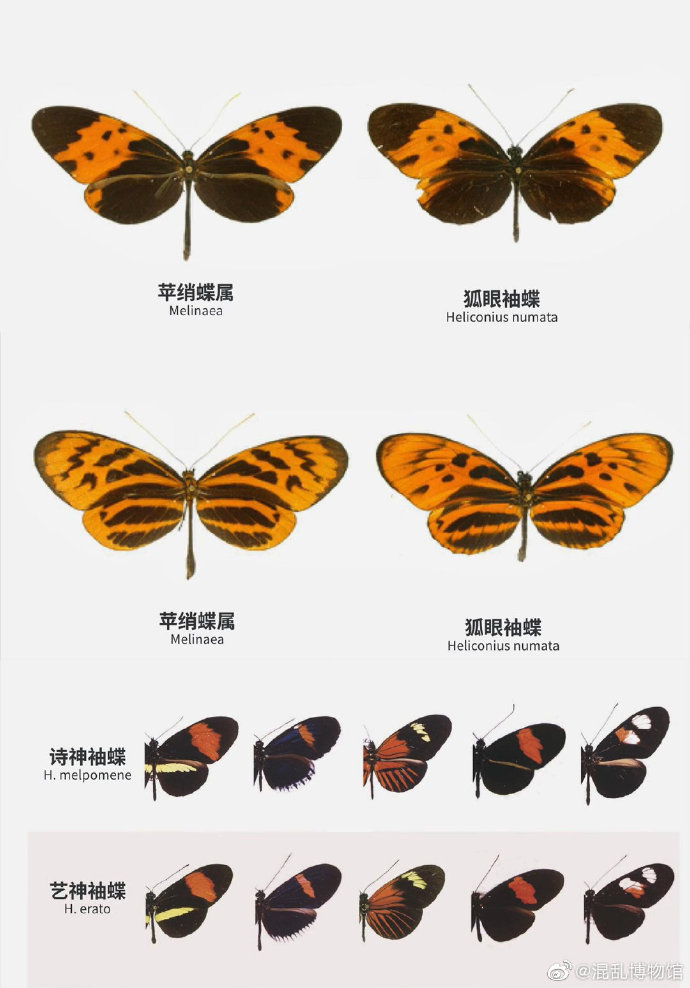 苹绡蝶属
Melinaea
狐眼袖蝶
Heliconius numata
苹绡蝶属
Melinaea
狐眼袖蝶
Heliconius numata
诗神袖蝶
H. melpomene
艺神袖蝶
H. erato
@混乱博物馆